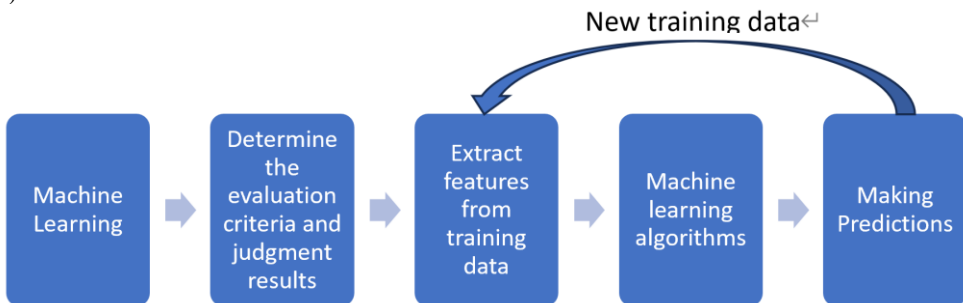 New training data↵
Machine
Learning
Determine
the
evaluation
criteria and
judgment
results
Extract
features
from
training
data
Machine
learning
algorithms
Making
Predictions